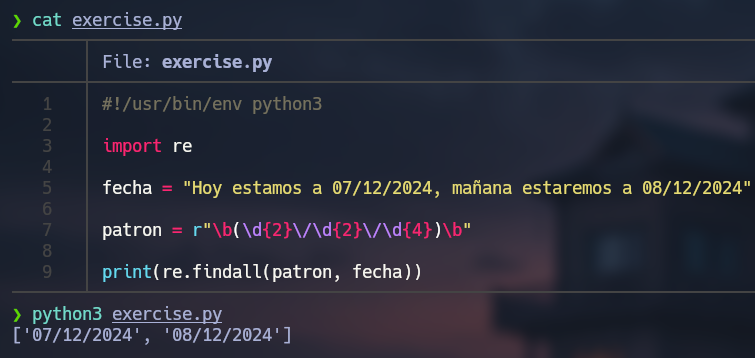 ❯ cat exercise.py
File: exercise.py
1 #!/usr/bin/env python3
2
3 import re
4
5 fecha = "Hoy estamos a 07/12/2024, mañana estaremos a 08/12/2024"
6
7 patron = r"\b(\d{2}\/\d{2}\/\d{4})\b"
8
9 print(re.findall(patron, fecha))
❯ python3 exercise.py
['07/12/2024', '08/12/2024']